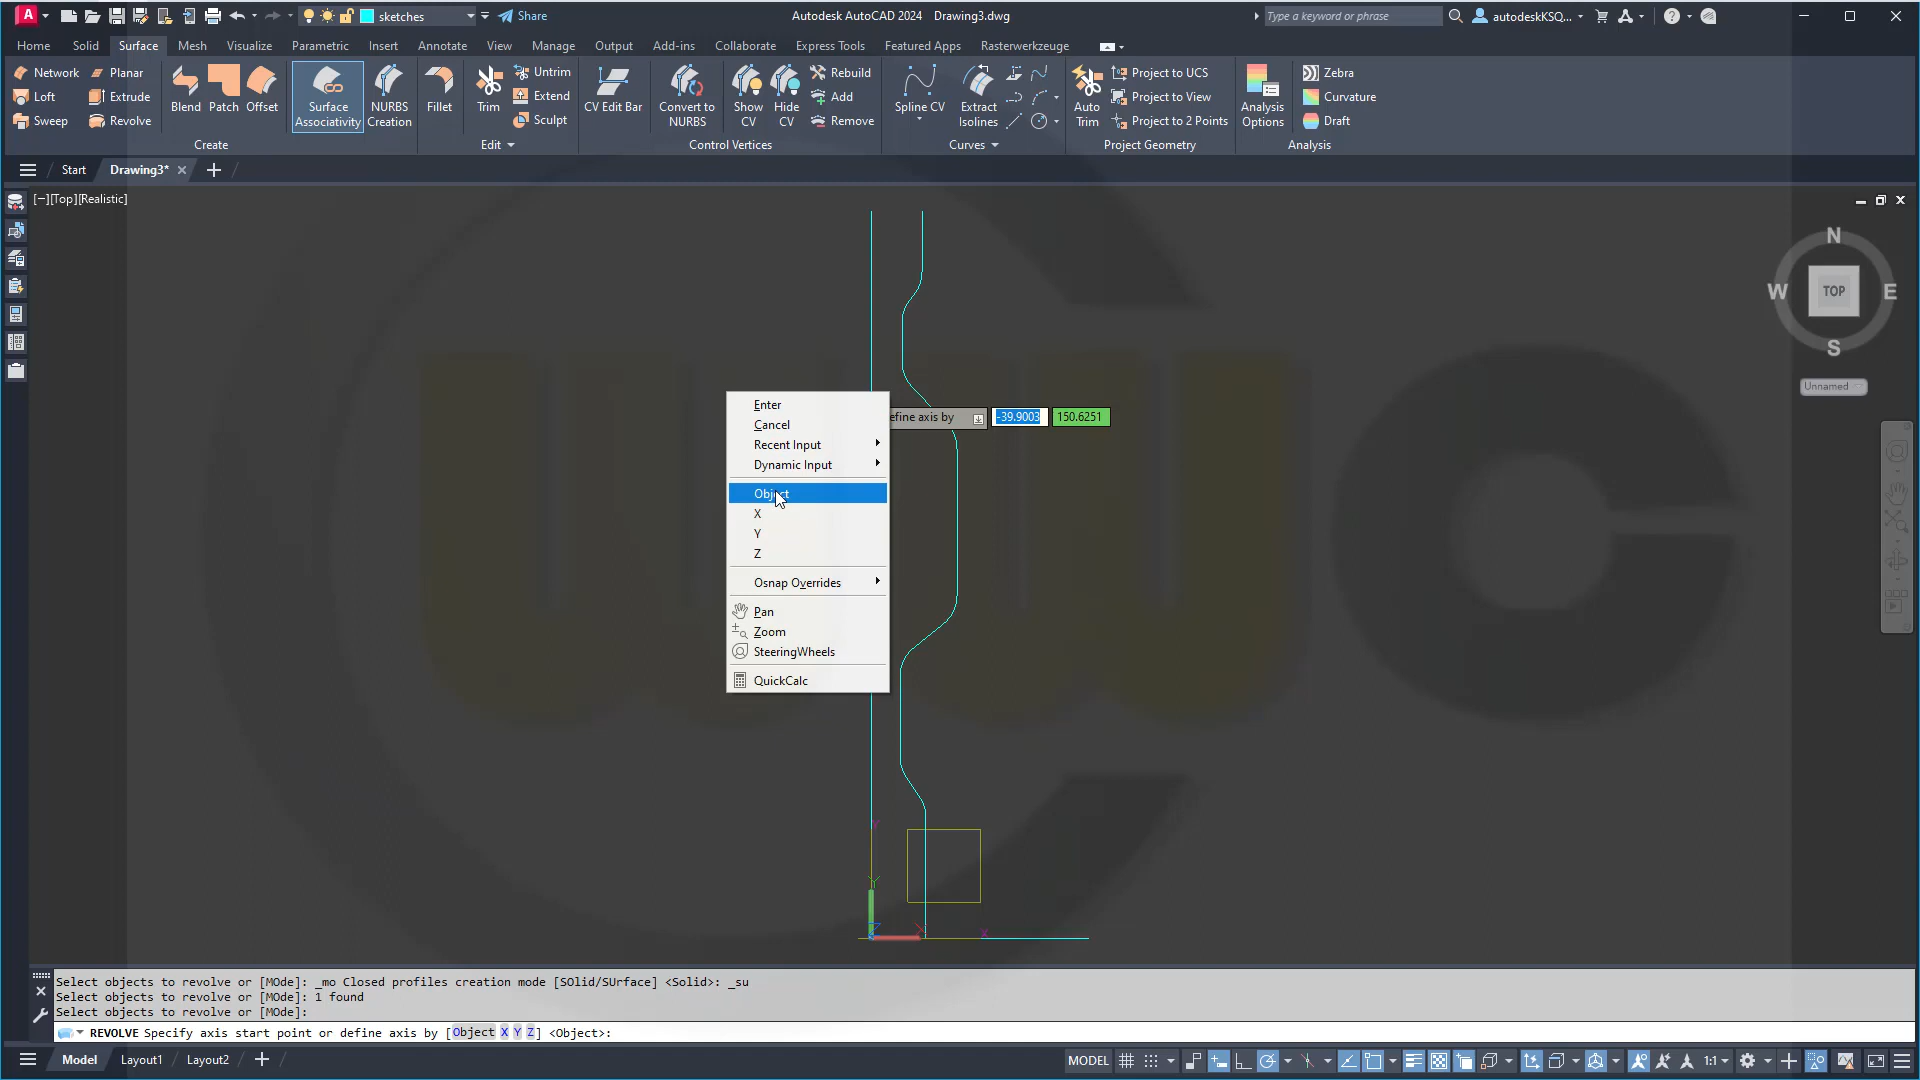 sketches
Share
Autodesk AutoCAD 2024 Drawing3.dwg
Type a keyword or phrase
autodeskKSQ...
Home Solid Surface Mesh Visualize Parametric Insert Annotate View Manage Output Add-ins Collaborate Express Tools Featured Apps Rasterwerkzeuge
Network Planar
Loft Extrude
Sweep Revolve
Blend Patch Offset
Surface Associativity
NURBS Creation
Fillet
Trim
Untrim
Extend
Sculpt
CV Edit Bar
Convert to NURBS
Show CV
Hide CV
Rebuild
Add
Remove
Spline CV
Extract Isolines
Auto Trim
Project to UCS
Project to View
Project to 2 Points
Analysis Options
Zebra
Curvature
Draft
Create
Edit
Control Vertices
Curves
Project Geometry
Analysis
Start Drawing3*
[−][Top][Realistic]
N
W TOP E
S
Unnamed
Enter
Cancel
Recent Input
Dynamic Input
Object
X
Y
Z
Osnap Overrides
Pan
Zoom
SteeringWheels
QuickCalc
efine axis by -39.9003 150.6251
Y
Y
Z X X
wuwc
Select objects to revolve or [MOde]: _mo Closed profiles creation mode [SOlid/SUrface] <Solid>: _su
Select objects to revolve or [MOde]: 1 found
Select objects to revolve or [MOde]:
REVOLVE Specify axis start point or define axis by [Object X Y Z] <Object>:
Model Layout1 Layout2
MODEL 1:1